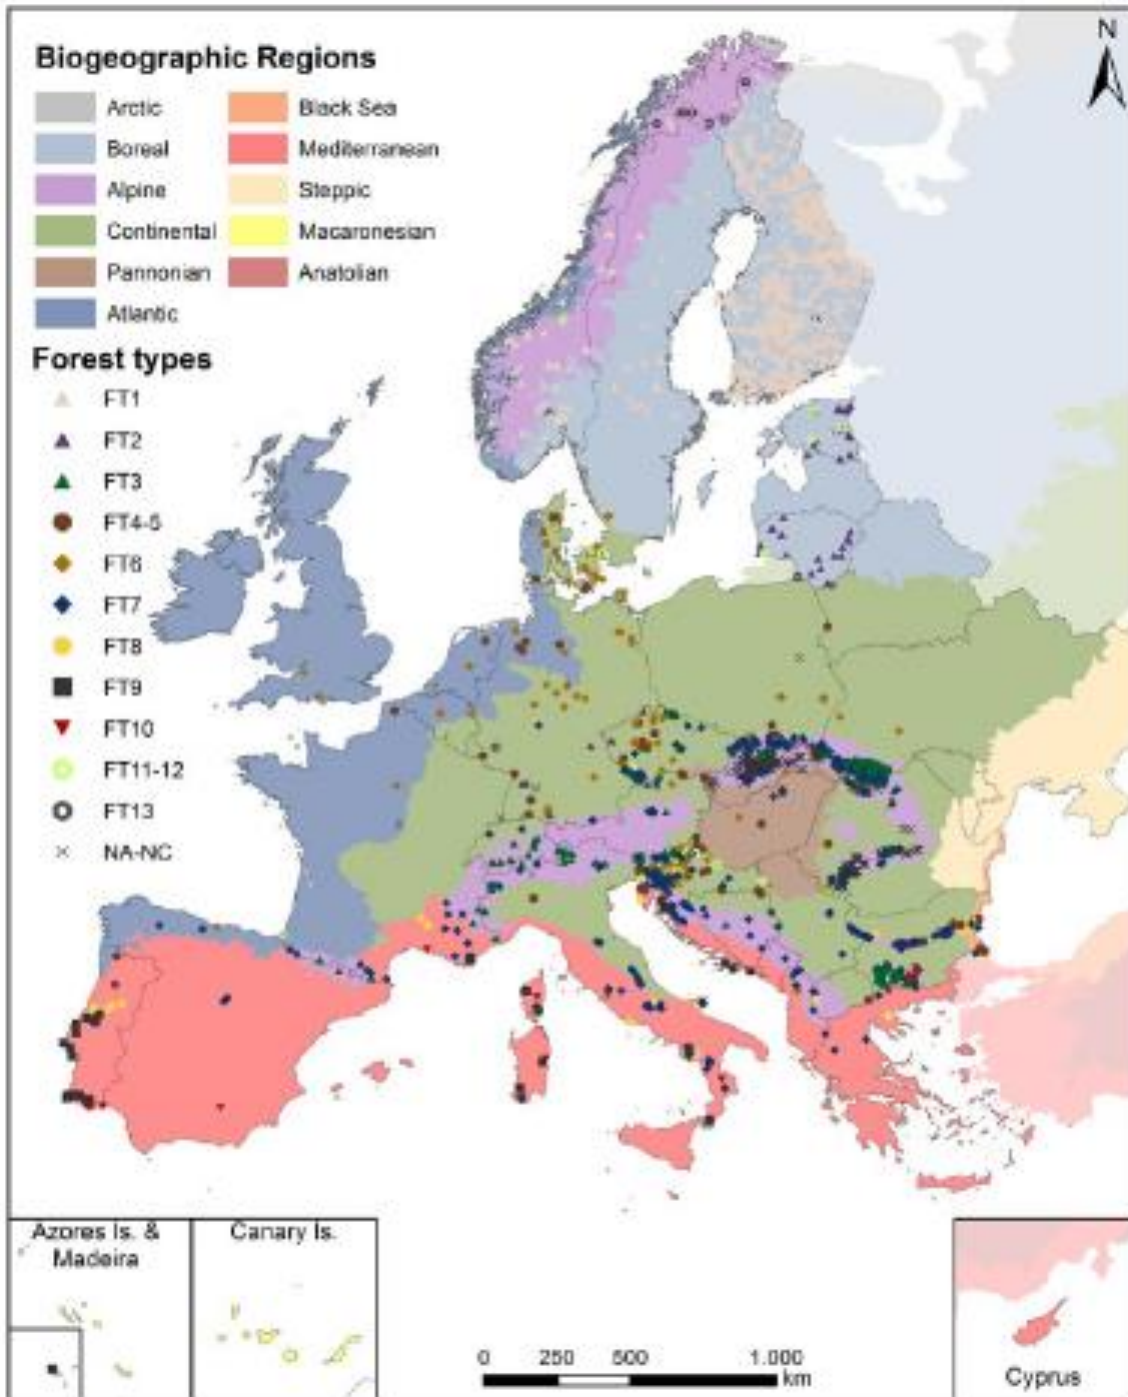 N
Biogeographic Regions
Arctic
Boreal
Alpine
Continental
Pannonian
Atlantic
Black Sea
Mediterranean
Steppic
Macaronesian
Anatolian
Forest types
FT1
FT2
FT3
FT4-5
FT6
FT7
FT8
FT9
FT10
FT11-12
FT13
NA-NC
Azores Is. &
Madeira
Canary Is.
0 250 500 1.000
km
Cyprus